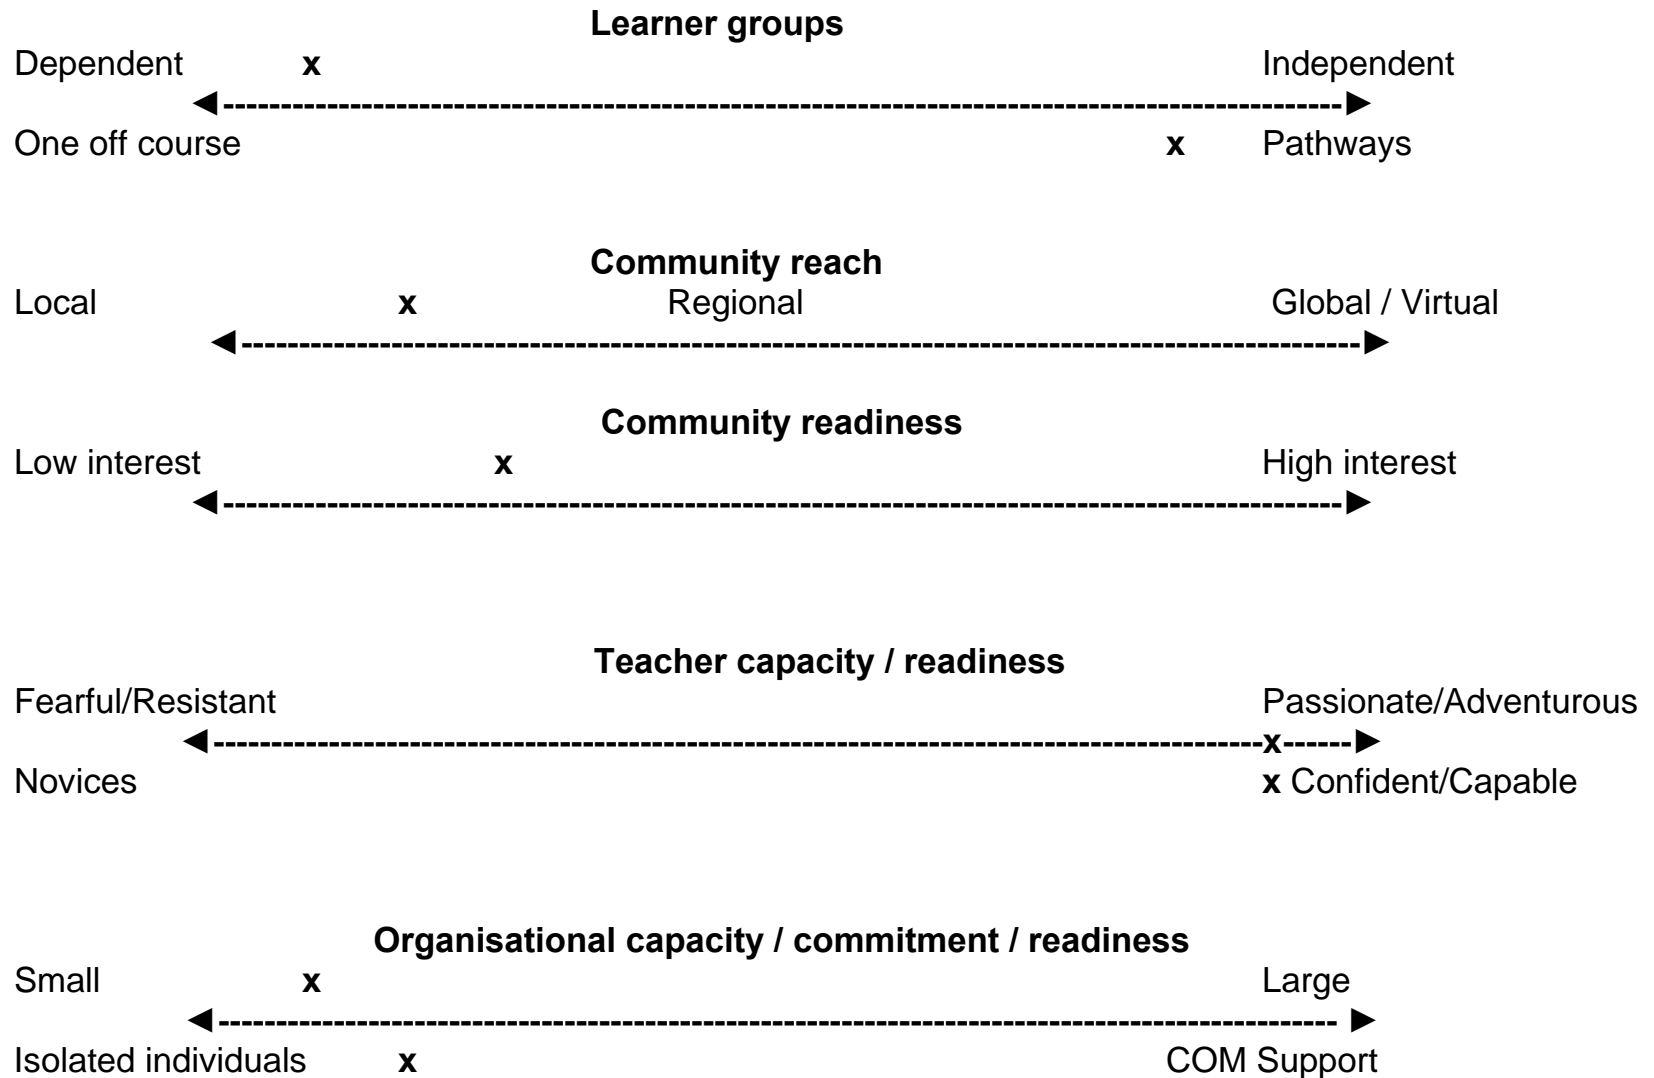 Learner groups
Dependent x Independent
◄---------------------------------------------------------------------------------------------------►
One off course x Pathways
Community reach
Local x Regional Global / Virtual
◄---------------------------------------------------------------------------------------------------►
Community readiness
Low interest x High interest
◄---------------------------------------------------------------------------------------------------►
Teacher capacity / readiness
Fearful/Resistant Passionate/Adventurous
◄---------------------------------------------------------------------------------------------x------►
Novices x Confident/Capable
Organisational capacity / commitment / readiness
Small x Large
◄--------------------------------------------------------------------------------------------------- ►
Isolated individuals x COM Support